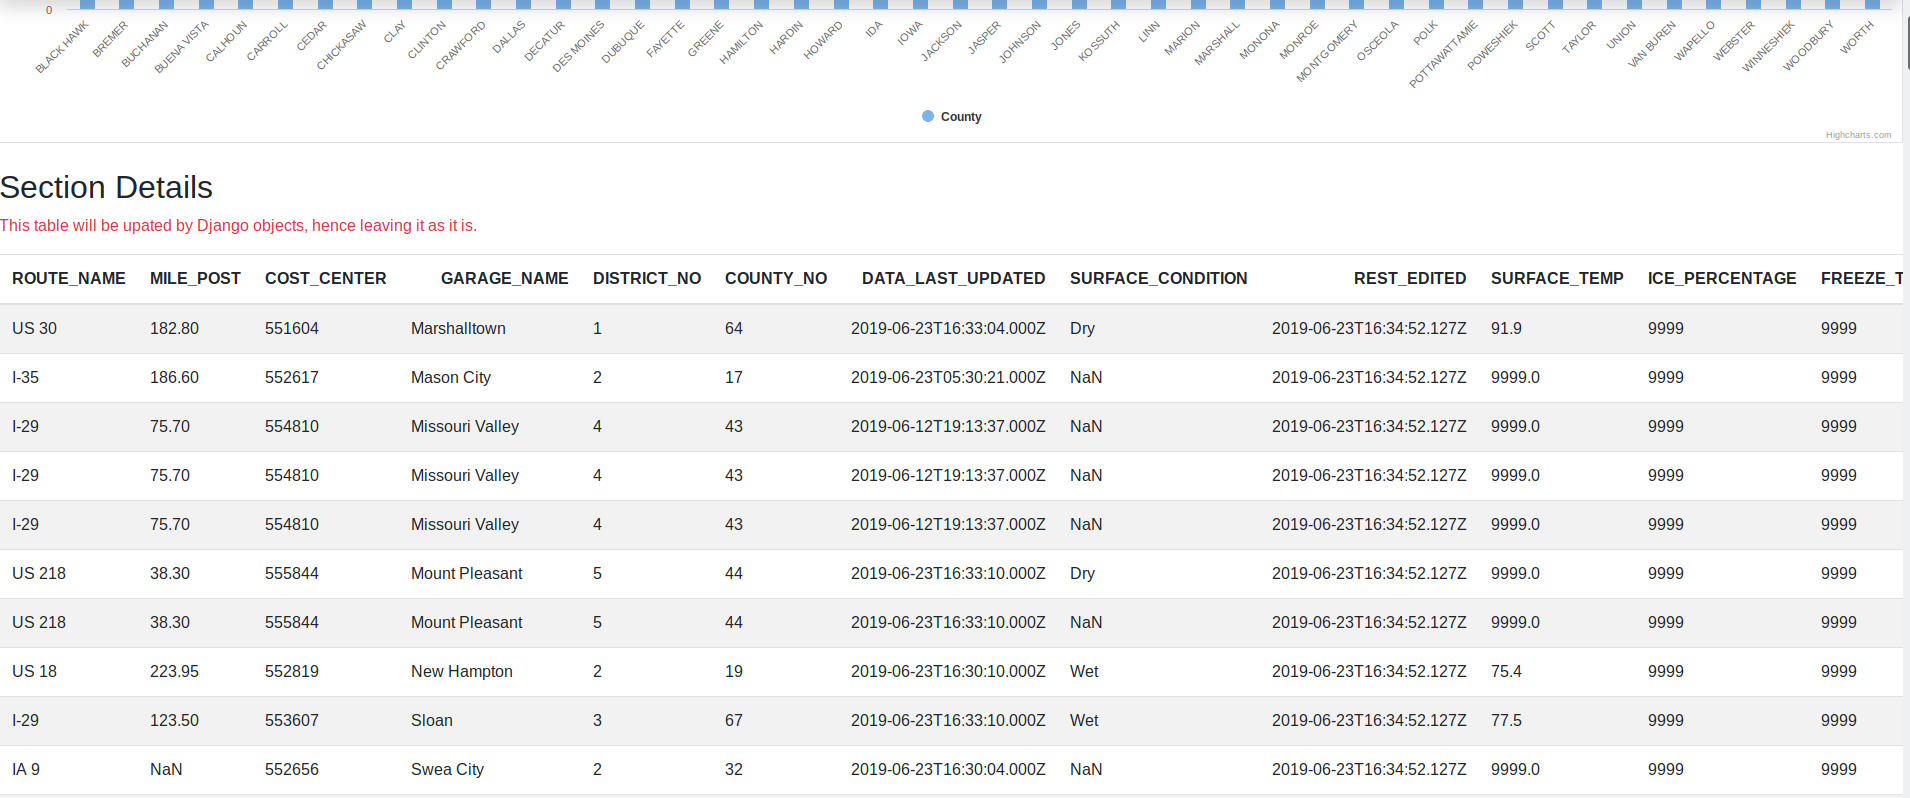 0
BLACK HAWK BREMER BUCHANAN BUENA VISTA CALHOUN CARROLL CEDAR CHICKASAW CLAY CLINTON CRAWFORD DALLAS DECATUR DES MOINES DUBUQUE FAYETTE GREENE HAMILTON HARDIN HOWARD IDA IOWA JACKSON JASPER JOHNSON JONES KOSSUTH LINN MARION MARSHALL MONONA MONROE MONTGOMERY OSCEOLA POLK POTTAWATTAMIE POWESHIEK SCOTT TAYLOR UNION VAN BUREN WAPELLO WEBSTER WINNESHIEK WOODBURY WORTH
County
Highcharts.com
Section Details
This table will be upated by Django objects, hence leaving it as it is.
ROUTE_NAME MILE_POST COST_CENTER GARAGE_NAME DISTRICT_NO COUNTY_NO DATA_LAST_UPDATED SURFACE_CONDITION REST_EDITED SURFACE_TEMP ICE_PERCENTAGE FREEZE_T
US 30 182.80 551604 Marshalltown 1 64 2019-06-23T16:33:04.000Z Dry 2019-06-23T16:34:52.127Z 91.9 9999 9999
I-35 186.60 552617 Mason City 2 17 2019-06-23T05:30:21.000Z NaN 2019-06-23T16:34:52.127Z 9999.0 9999 9999
I-29 75.70 554810 Missouri Valley 4 43 2019-06-12T19:13:37.000Z NaN 2019-06-23T16:34:52.127Z 9999.0 9999 9999
I-29 75.70 554810 Missouri Valley 4 43 2019-06-12T19:13:37.000Z NaN 2019-06-23T16:34:52.127Z 9999.0 9999 9999
I-29 75.70 554810 Missouri Valley 4 43 2019-06-12T19:13:37.000Z NaN 2019-06-23T16:34:52.127Z 9999.0 9999 9999
US 218 38.30 555844 Mount Pleasant 5 44 2019-06-23T16:33:10.000Z Dry 2019-06-23T16:34:52.127Z 9999.0 9999 9999
US 218 38.30 555844 Mount Pleasant 5 44 2019-06-23T16:33:10.000Z NaN 2019-06-23T16:34:52.127Z 9999.0 9999 9999
US 18 223.95 552819 New Hampton 2 19 2019-06-23T16:30:10.000Z Wet 2019-06-23T16:34:52.127Z 75.4 9999 9999
I-29 123.50 553607 Sloan 3 67 2019-06-23T16:33:10.000Z Wet 2019-06-23T16:34:52.127Z 77.5 9999 9999
IA 9 NaN 552656 Swea City 2 32 2019-06-23T16:30:04.000Z NaN 2019-06-23T16:34:52.127Z 9999.0 9999 9999